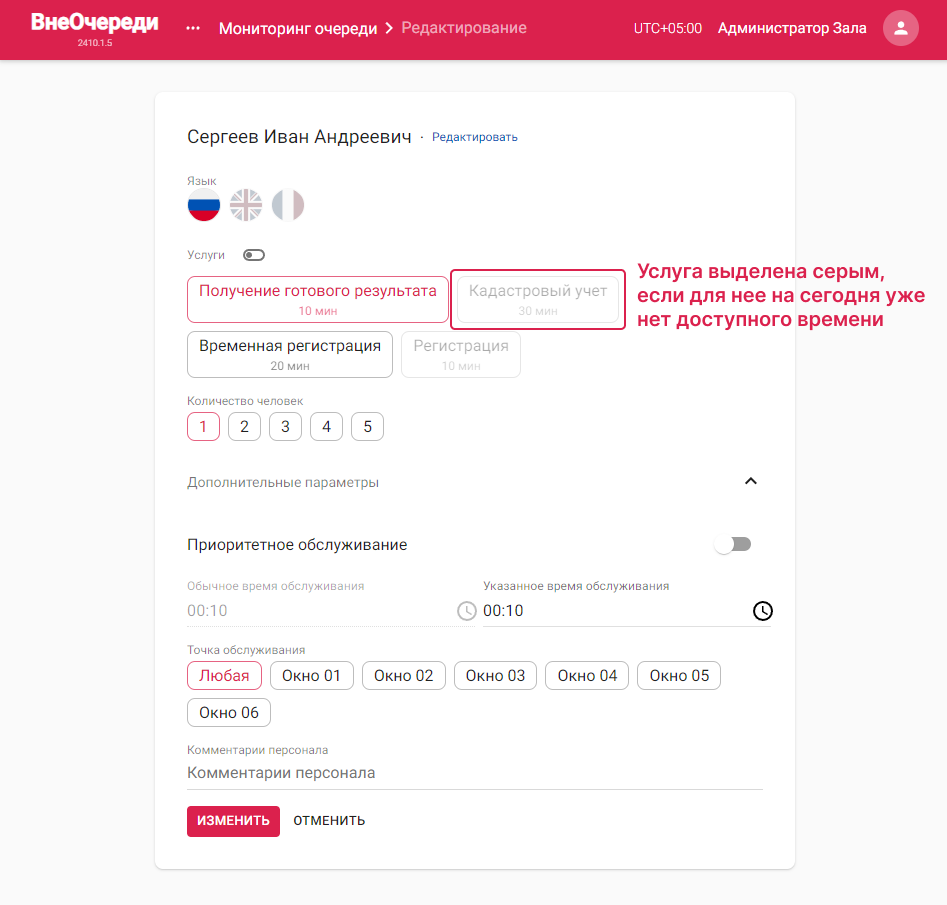 ВнеОчереди
2410.1.5
··· Мониторинг очереди > Редактирование
UTC+05:00 Администратор Зала
Сергеев Иван Андреевич · Редактировать
Язык
Услуги
Получение готового результата
10 мин
Кадастровый учет
30 мин
Услуга выделена серым,
если для нее на сегодня уже
нет доступного времени
Временная регистрация
20 мин
Регистрация
10 мин
Количество человек
1 2 3 4 5
Дополнительные параметры
Приоритетное обслуживание
Обычное время обслуживания
00:10
Указанное время обслуживания
00:10
Точка обслуживания
Любая Окно 01 Окно 02 Окно 03 Окно 04 Окно 05
Окно 06
Комментарии персонала
Комментарии персонала
ИЗМЕНИТЬ ОТМЕНИТЬ